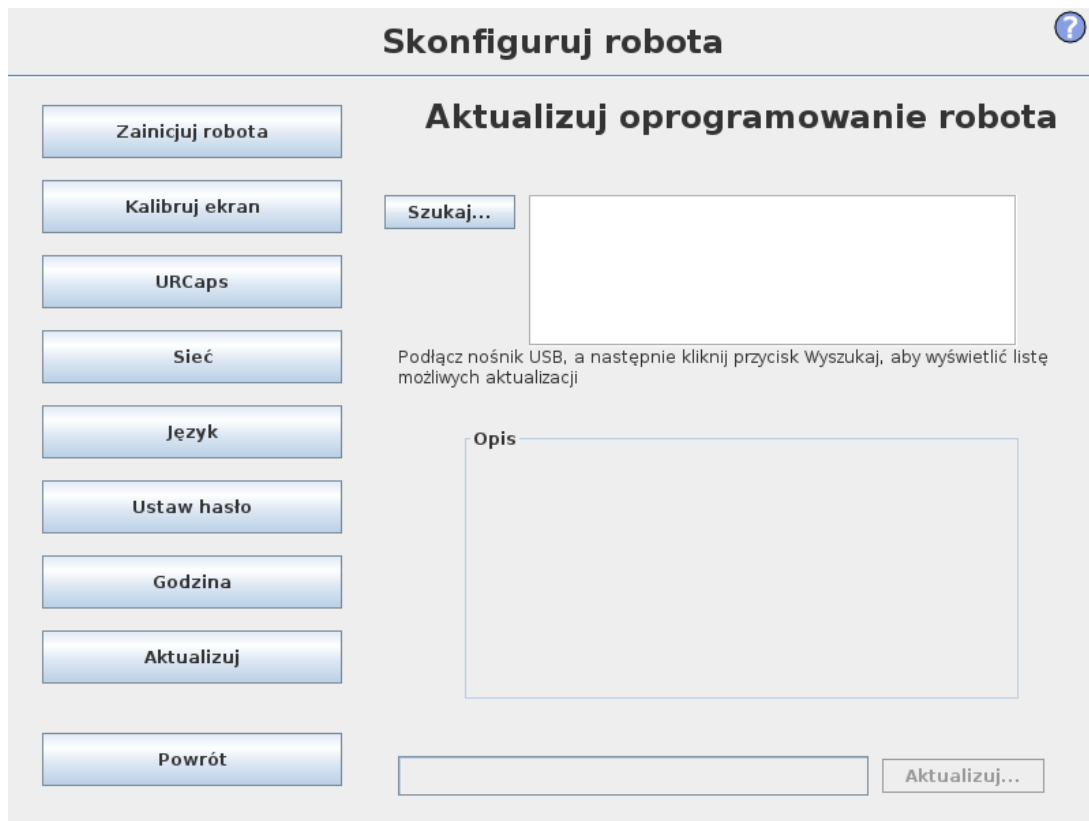 Skonfiguruj robota
?
Zainicjuj robota
Kalibruj ekran
URCaps
Sieć
Język
Ustaw hasło
Godzina
Aktualizuj
Powrót
Aktualizuj oprogramowanie robota
Szukaj...
Podłącz nośnik USB, a następnie kliknij przycisk Wyszukaj, aby wyświetlić listę
możliwych aktualizacji
Opis
Aktualizuj...